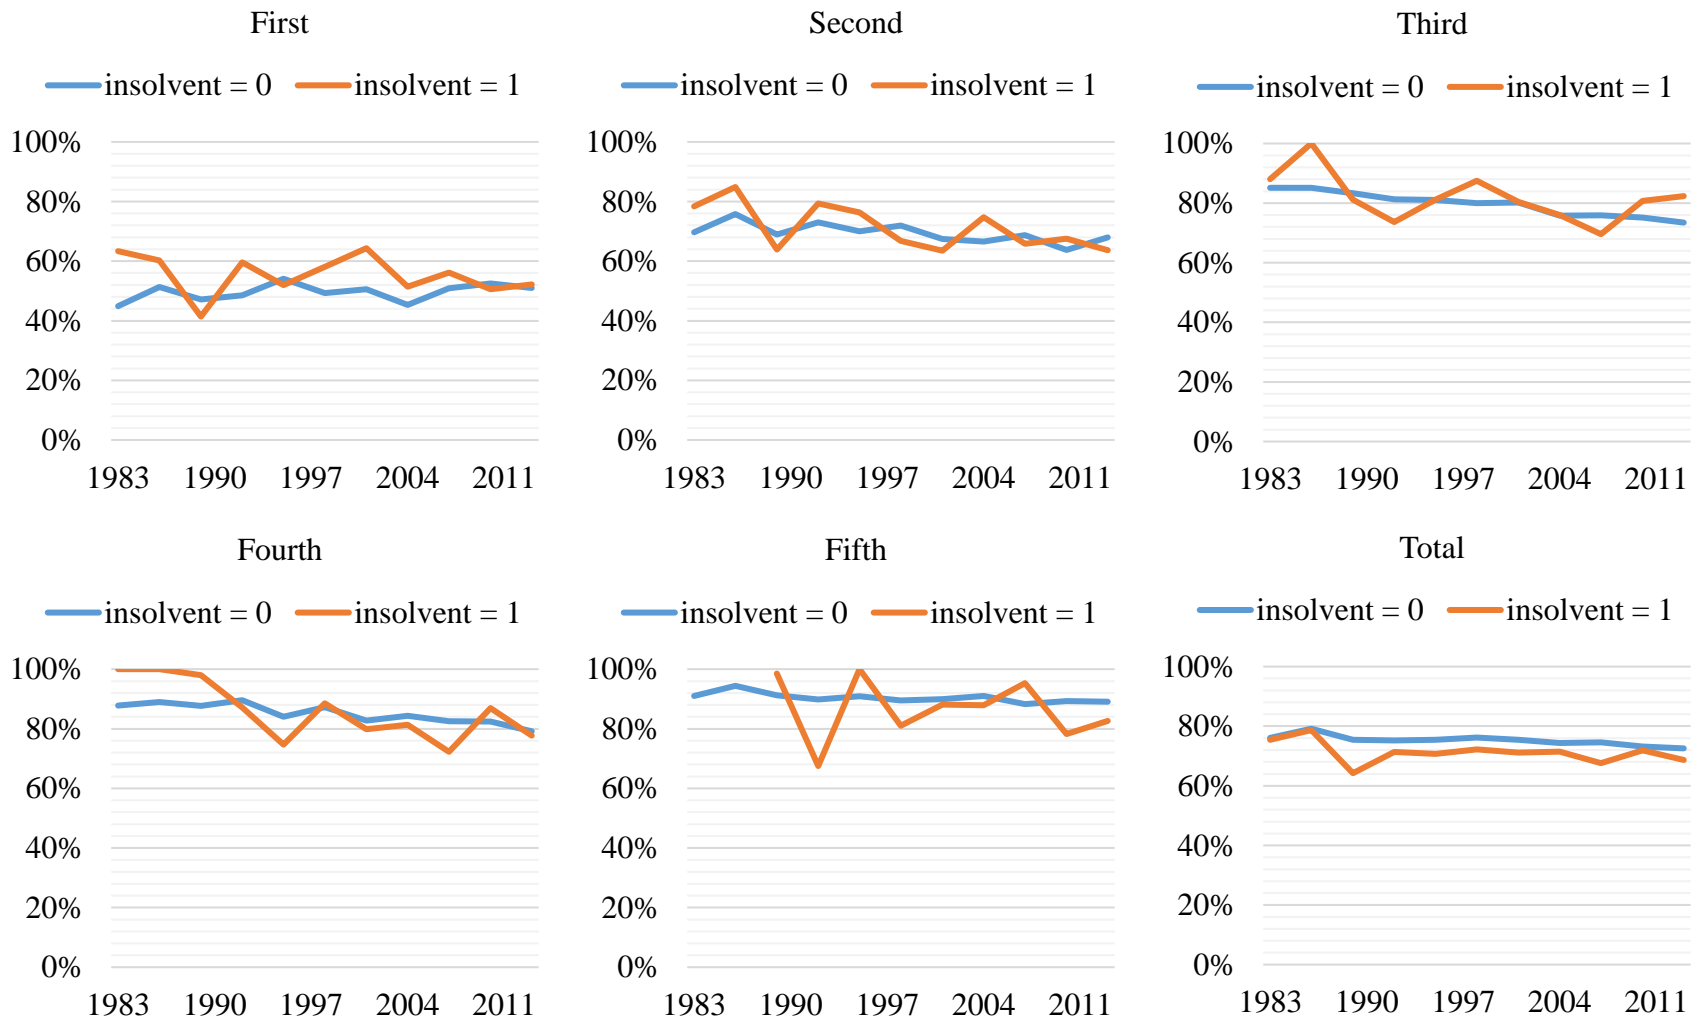 First
insolvent = 0 insolvent = 1
100%
80%
60%
40%
20%
0%
1983 1990 1997 2004 2011
Second
insolvent = 0 insolvent = 1
100%
80%
60%
40%
20%
0%
1983 1990 1997 2004 2011
Third
insolvent = 0 insolvent = 1
100%
80%
60%
40%
20%
0%
1983 1990 1997 2004 2011
Fourth
insolvent = 0 insolvent = 1
100%
80%
60%
40%
20%
0%
1983 1990 1997 2004 2011
Fifth
insolvent = 0 insolvent = 1
100%
80%
60%
40%
20%
0%
1983 1990 1997 2004 2011
Total
insolvent = 0 insolvent = 1
100%
80%
60%
40%
20%
0%
1983 1990 1997 2004 2011